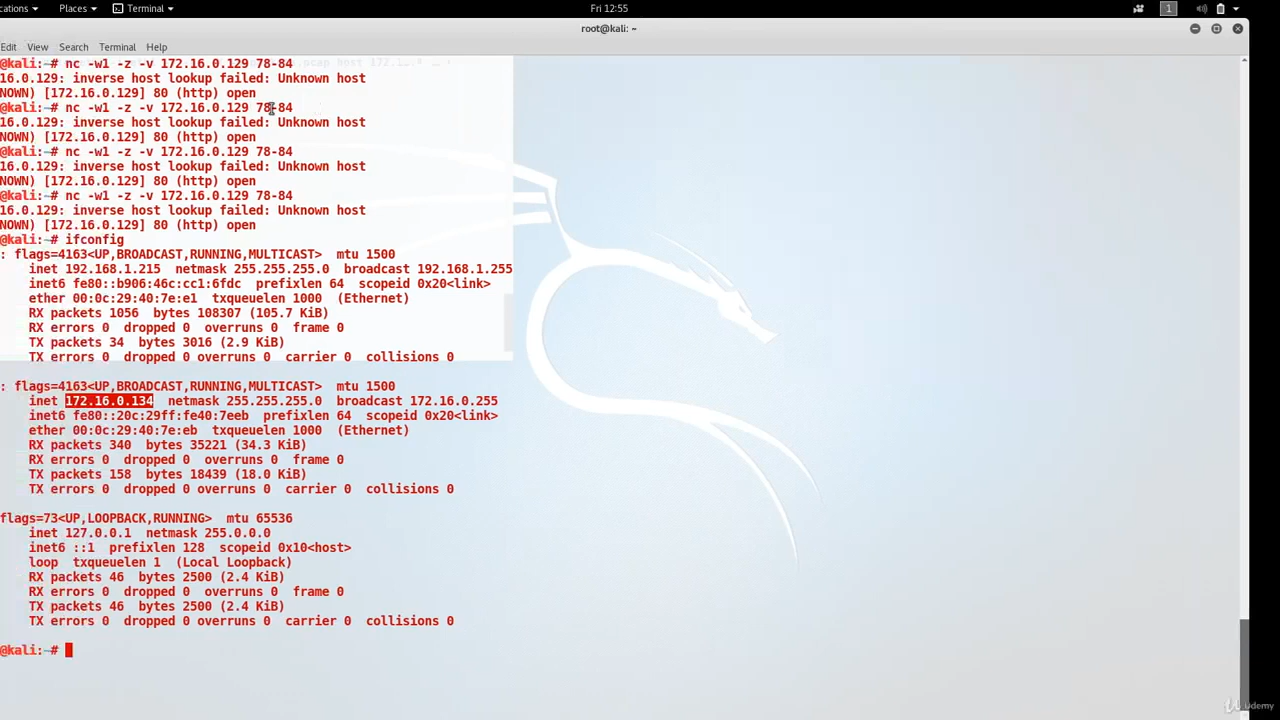 cations Places Terminal Fri 12:55 1
root@kali: ~
Edit View Search Terminal Help
@kali:~# nc -w1 -z -v 172.16.0.129 78-84
16.0.129: inverse host lookup failed: Unknown host
NOWN) [172.16.0.129] 80 (http) open
@kali:~# nc -w1 -z -v 172.16.0.129 78-84
16.0.129: inverse host lookup failed: Unknown host
NOWN) [172.16.0.129] 80 (http) open
@kali:~# nc -w1 -z -v 172.16.0.129 78-84
16.0.129: inverse host lookup failed: Unknown host
NOWN) [172.16.0.129] 80 (http) open
@kali:~# nc -w1 -z -v 172.16.0.129 78-84
16.0.129: inverse host lookup failed: Unknown host
NOWN) [172.16.0.129] 80 (http) open
@kali:~# ifconfig
: flags=4163<UP,BROADCAST,RUNNING,MULTICAST> mtu 1500
inet 192.168.1.215 netmask 255.255.255.0 broadcast 192.168.1.255
inet6 fe80::b906:46c:cc1:6fdc prefixlen 64 scopeid 0x20<link>
ether 00:0c:29:40:7e:e1 txqueuelen 1000 (Ethernet)
RX packets 1056 bytes 108307 (105.7 KiB)
RX errors 0 dropped 0 overruns 0 frame 0
TX packets 34 bytes 3016 (2.9 KiB)
TX errors 0 dropped 0 overruns 0 carrier 0 collisions 0
: flags=4163<UP,BROADCAST,RUNNING,MULTICAST> mtu 1500
inet 172.16.0.134 netmask 255.255.255.0 broadcast 172.16.0.255
inet6 fe80::20c:29ff:fe40:7eeb prefixlen 64 scopeid 0x20<link>
ether 00:0c:29:40:7e:eb txqueuelen 1000 (Ethernet)
RX packets 340 bytes 35221 (34.3 KiB)
RX errors 0 dropped 0 overruns 0 frame 0
TX packets 158 bytes 18439 (18.0 KiB)
TX errors 0 dropped 0 overruns 0 carrier 0 collisions 0
flags=73<UP,LOOPBACK,RUNNING> mtu 65536
inet 127.0.0.1 netmask 255.0.0.0
inet6 ::1 prefixlen 128 scopeid 0x10<host>
loop txqueuelen 1 (Local Loopback)
RX packets 46 bytes 2500 (2.4 KiB)
RX errors 0 dropped 0 overruns 0 frame 0
TX packets 46 bytes 2500 (2.4 KiB)
TX errors 0 dropped 0 overruns 0 carrier 0 collisions 0
@kali:~#
Udemy